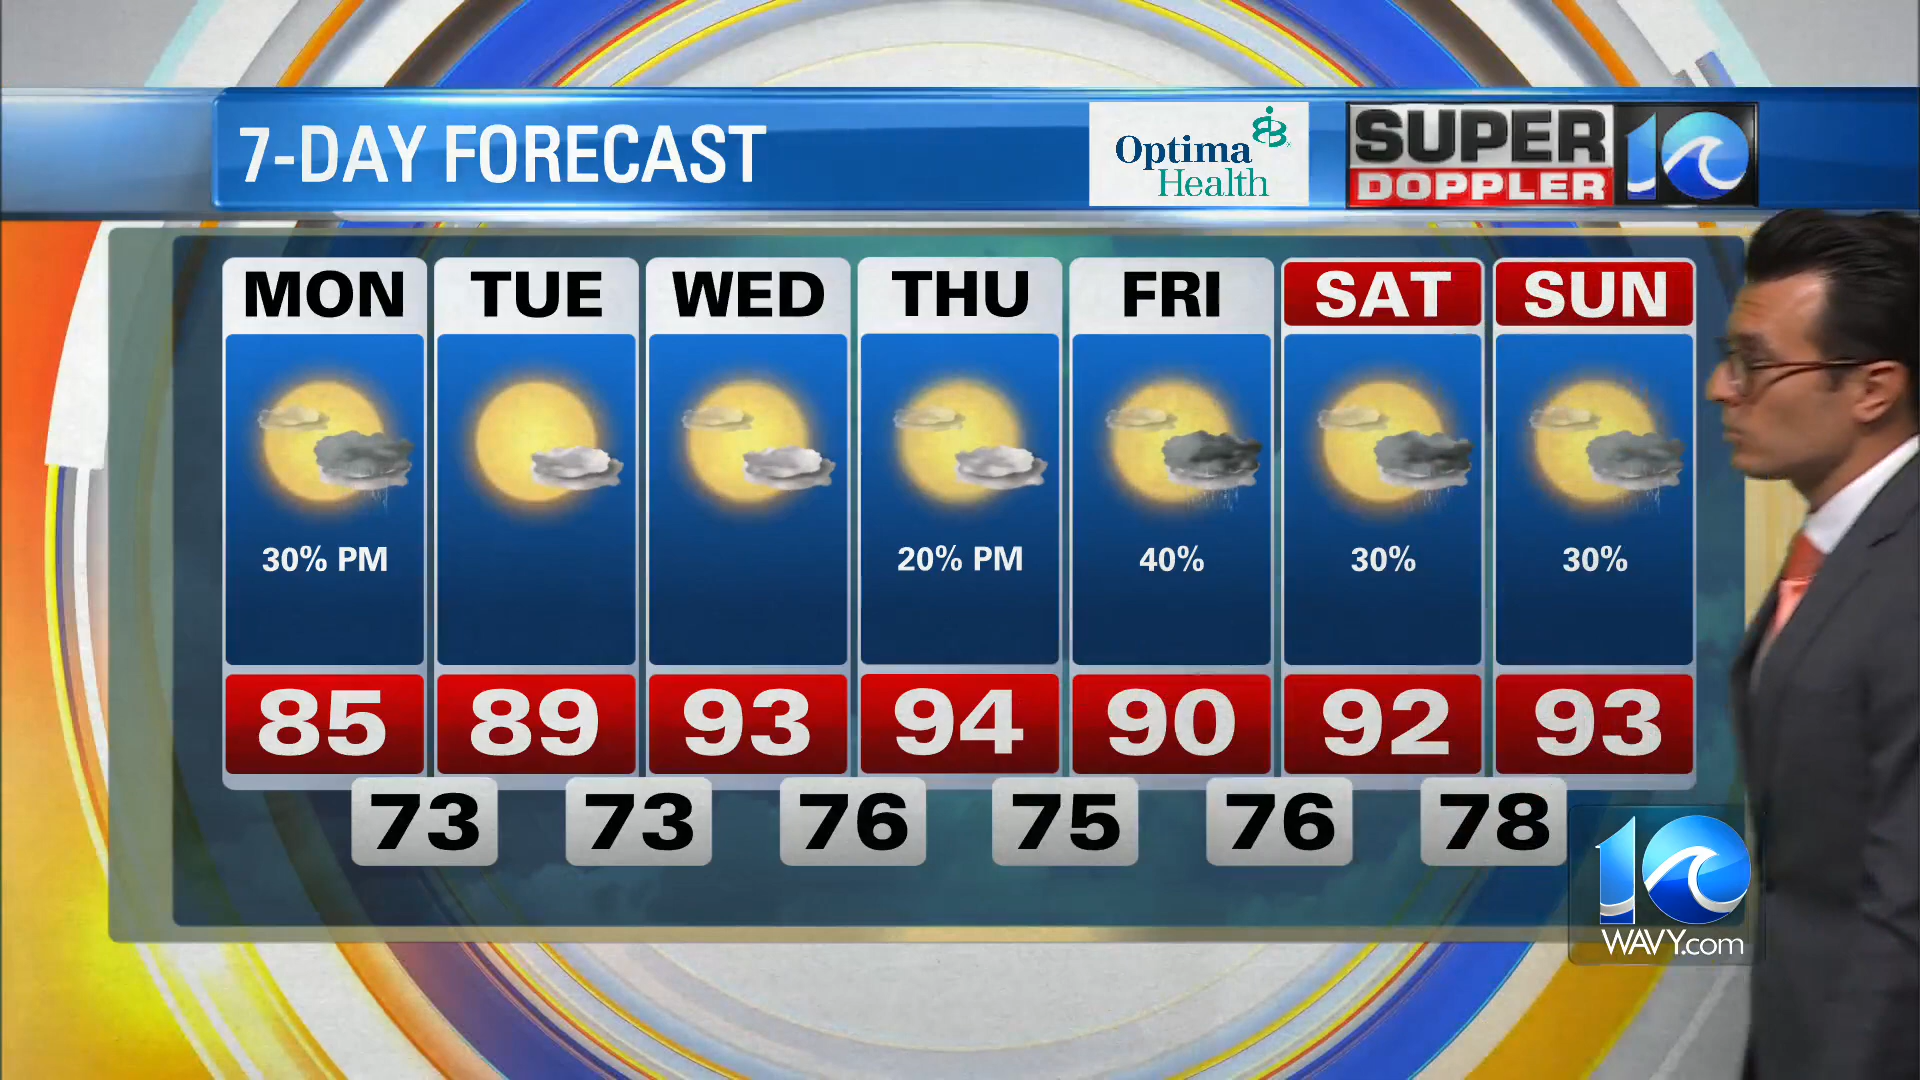 7-DAY FORECAST
Optima
Health
SUPER
DOPPLER
10
MON TUE WED THU FRI SAT SUN
30% PM 20% PM 40% 30% 30%
85 89 93 94 90 92 93
73 73 76 75 76 78
10
WAVY.com